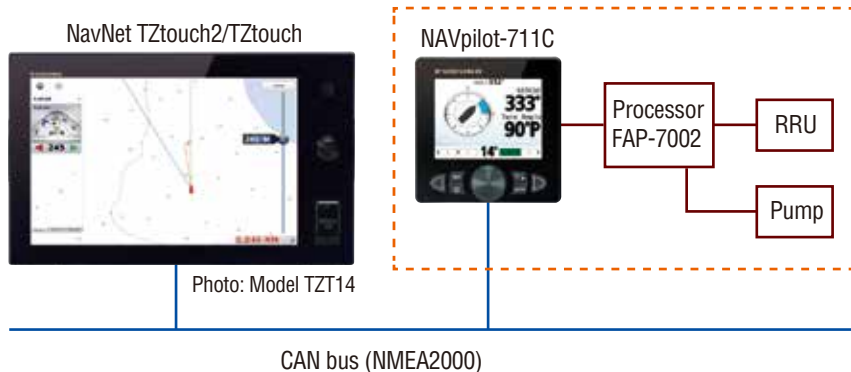 NavNet TZtouch2/TZtouch
NAVpilot-711C
333°
90°P
14°
Processor
FAP-7002
RRU
Pump
245
Photo: Model TZT14
CAN bus (NMEA2000)